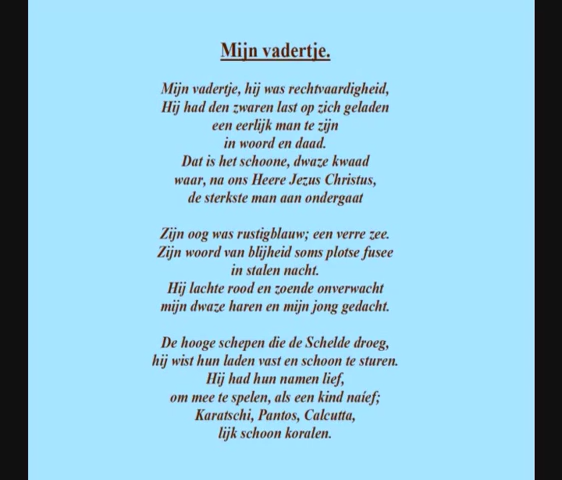 Mijn vadertje.
Mijn vadertje, hij was rechtvaardigheid,
Hij had den zwaren last op zich geladen
een eerlijk man te zijn
in woord en daad.
Dat is het schoone, dwaze kwaad
waar, na ons Heere Jezus Christus,
de sterkste man aan ondergaat
Zijn oog was rustigblauw; een verre zee.
Zijn woord van blijheid soms plotse fusee
in stalen nacht.
Hij lachte rood en zoende onverwacht
mijn dwaze haren en mijn jong gedacht.
De hooge schepen die de Schelde droeg,
hij wist hun laden vast en schoon te sturen.
Hij had hun namen lief,
om mee te spelen, als een kind naíef;
Karatschi, Pantos, Calcutta,
lijk schoon koralen.